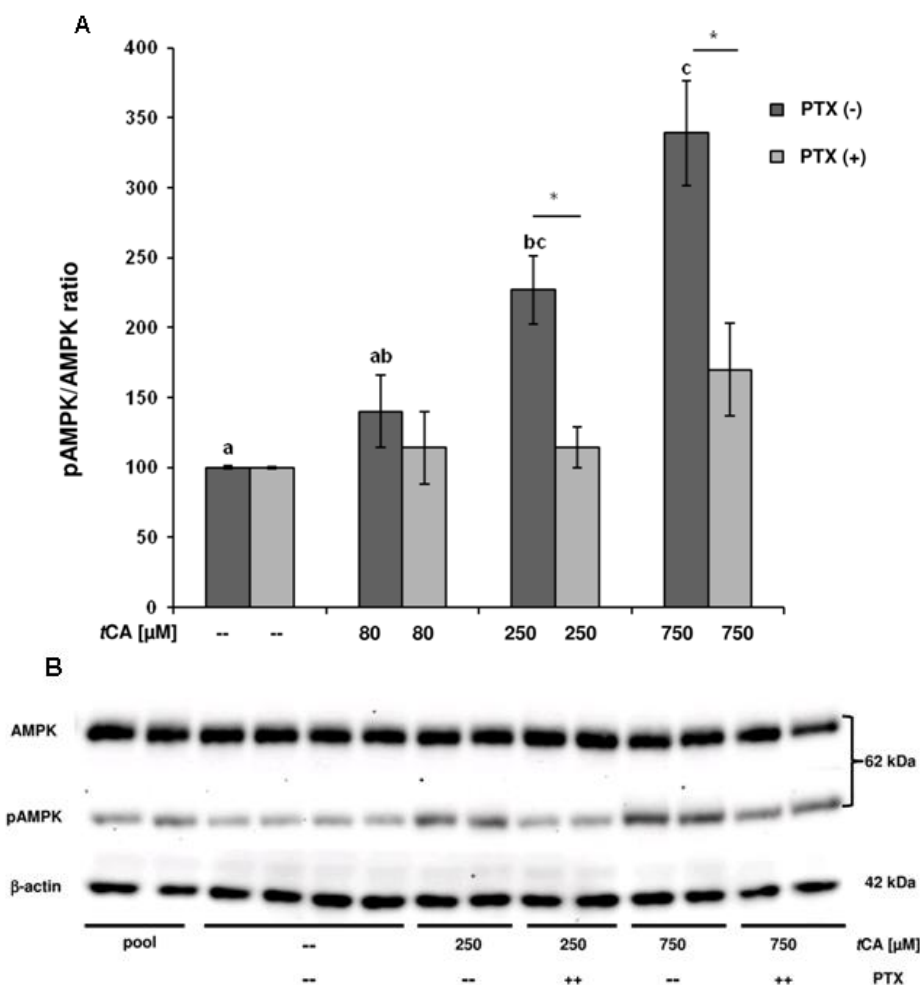 A
400
350
300
250
200
150
100
50
0
pAMPK/AMPK ratio
a
ab
bc
*
c
*
PTX (-)
PTX (+)
tCA [µM] -- -- 80 80 250 250 750 750
B
AMPK
62 kDa
pAMPK
β-actin 42 kDa
pool -- 250 250 750 750 tCA [µM]
-- -- ++ -- ++ PTX